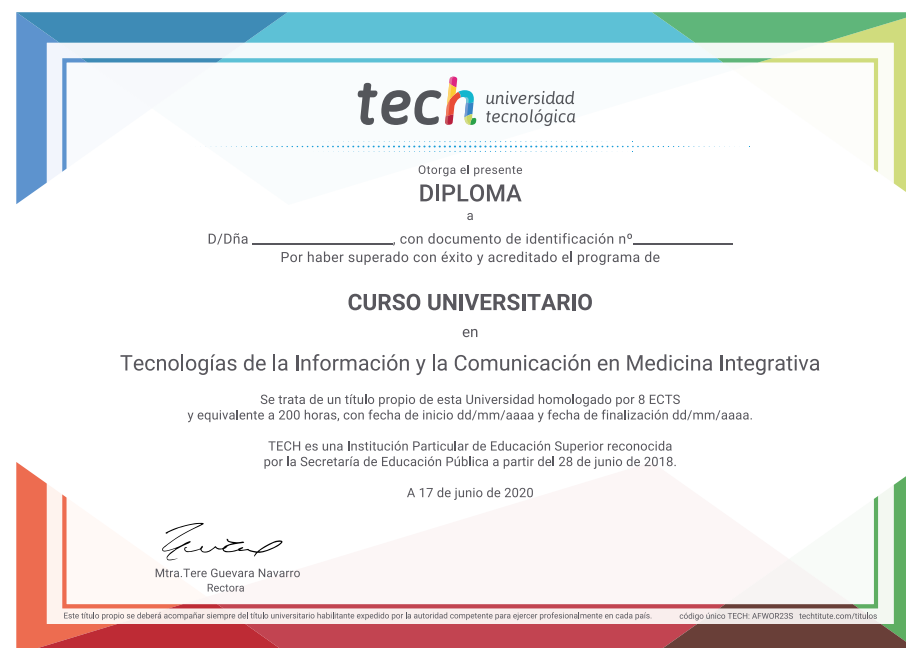 tech universidad
tecnológica
Otorga el presente
DIPLOMA
a
D/Dña ____________________, con documento de identificación nº______________
Por haber superado con éxito y acreditado el programa de
CURSO UNIVERSITARIO
en
Tecnologías de la Información y la Comunicación en Medicina Integrativa
Se trata de un título propio de esta Universidad homologado por 8 ECTS
y equivalente a 200 horas, con fecha de inicio dd/mm/aaaa y fecha de finalización dd/mm/aaaa.
TECH es una Institución Particular de Educación Superior reconocida
por la Secretaría de Educación Pública a partir del 28 de junio de 2018.
A 17 de junio de 2020
Mtra.Tere Guevara Navarro
Rectora
Este título propio se deberá acompañar siempre del título universitario habilitante expedido por la autoridad competente para ejercer profesionalmente en cada país. código único TECH: AFWOR23S techtitute.com/titulos